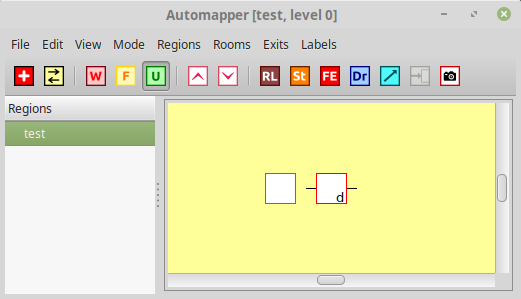 Automapper [test, level 0]
File Edit View Mode Regions Rooms Exits Labels
W F U RL St FE Dr
Regions
test
d